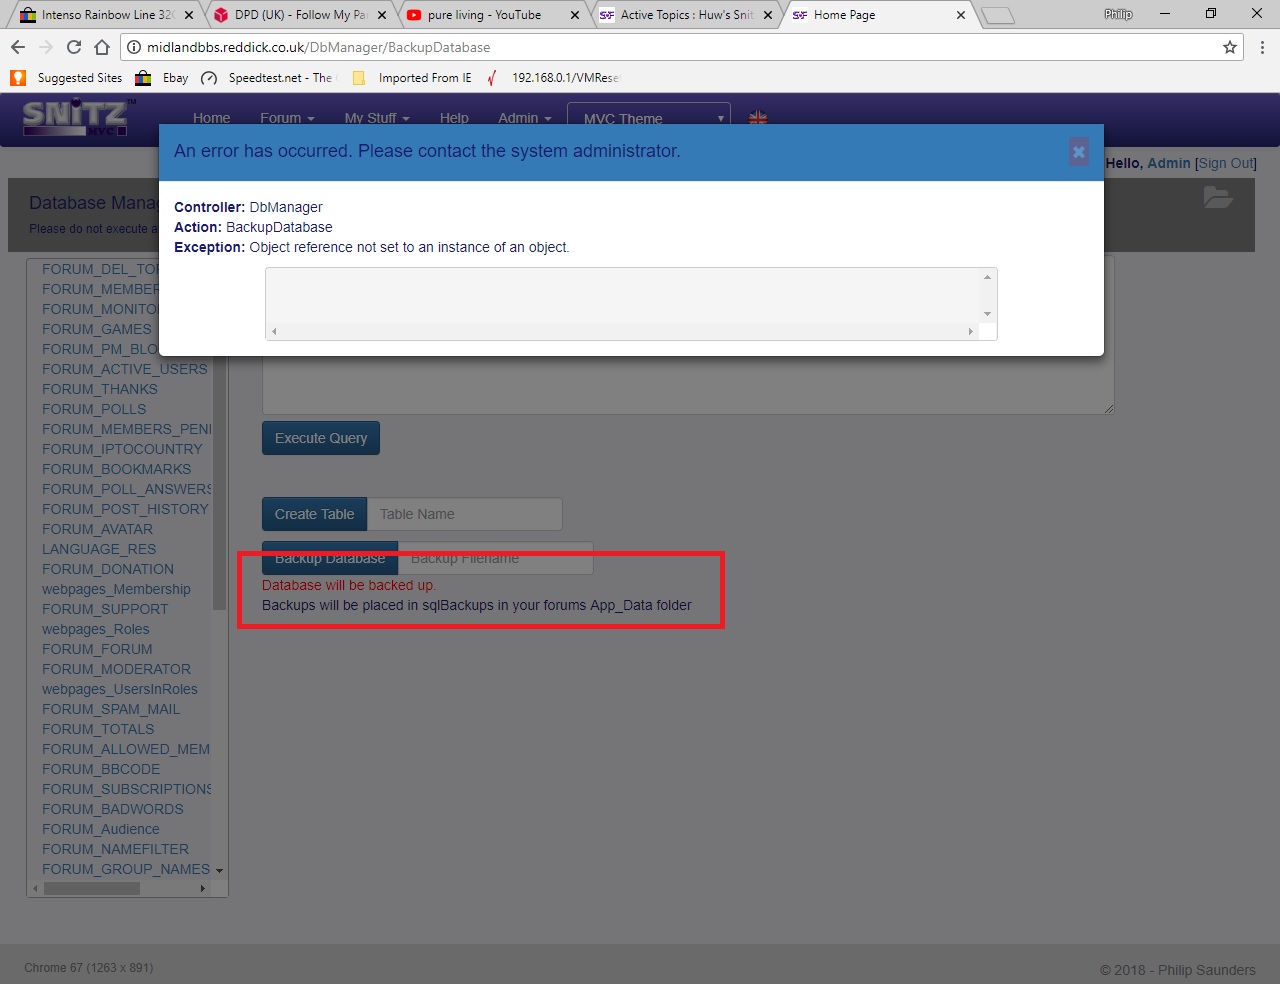 Intenso Rainbow Line 32G
DPD (UK) - Follow My Pa
pure living - YouTube
Active Topics : Huw's Snit
Home Page
Philip
midlandbbs.reddick.co.uk/DbManager/BackupDatabase
Suggested Sites
Ebay
Speedtest.net - The
Imported From IE
192.168.0.1/VMRese
SNiTZ™
MVC
Home
Forum
My Stuff
Help
Admin
MVC Theme
An error has occurred. Please contact the system administrator.
Hello, Admin [Sign Out]
Database Mana
Please do not execute a
Controller: DbManager
Action: BackupDatabase
Exception: Object reference not set to an instance of an object.
FORUM_DEL_TO
FORUM_MEMBER
FORUM_MONITO
FORUM_GAMES
FORUM_PM_BLO
FORUM_ACTIVE_USERS
FORUM_THANKS
FORUM_POLLS
FORUM_MEMBERS_PEN
FORUM_IPTOCOUNTRY
FORUM_BOOKMARKS
FORUM_POLL_ANSWERS
FORUM_POST_HISTORY
FORUM_AVATAR
LANGUAGE_RES
FORUM_DONATION
webpages_Membership
FORUM_SUPPORT
webpages_Roles
FORUM_FORUM
FORUM_MODERATOR
webpages_UsersInRoles
FORUM_SPAM_MAIL
FORUM_TOTALS
FORUM_ALLOWED_MEM
FORUM_BBCODE
FORUM_SUBSCRIPTIONS
FORUM_BADWORDS
FORUM_Audience
FORUM_NAMEFILTER
FORUM_GROUP_NAMES
Execute Query
Create Table
Table Name
Backup Database
Backup Filename
Database will be backed up.
Backups will be placed in sqlBackups in your forums App_Data folder
Chrome 67 (1263 x 891)
© 2018 - Philip Saunders